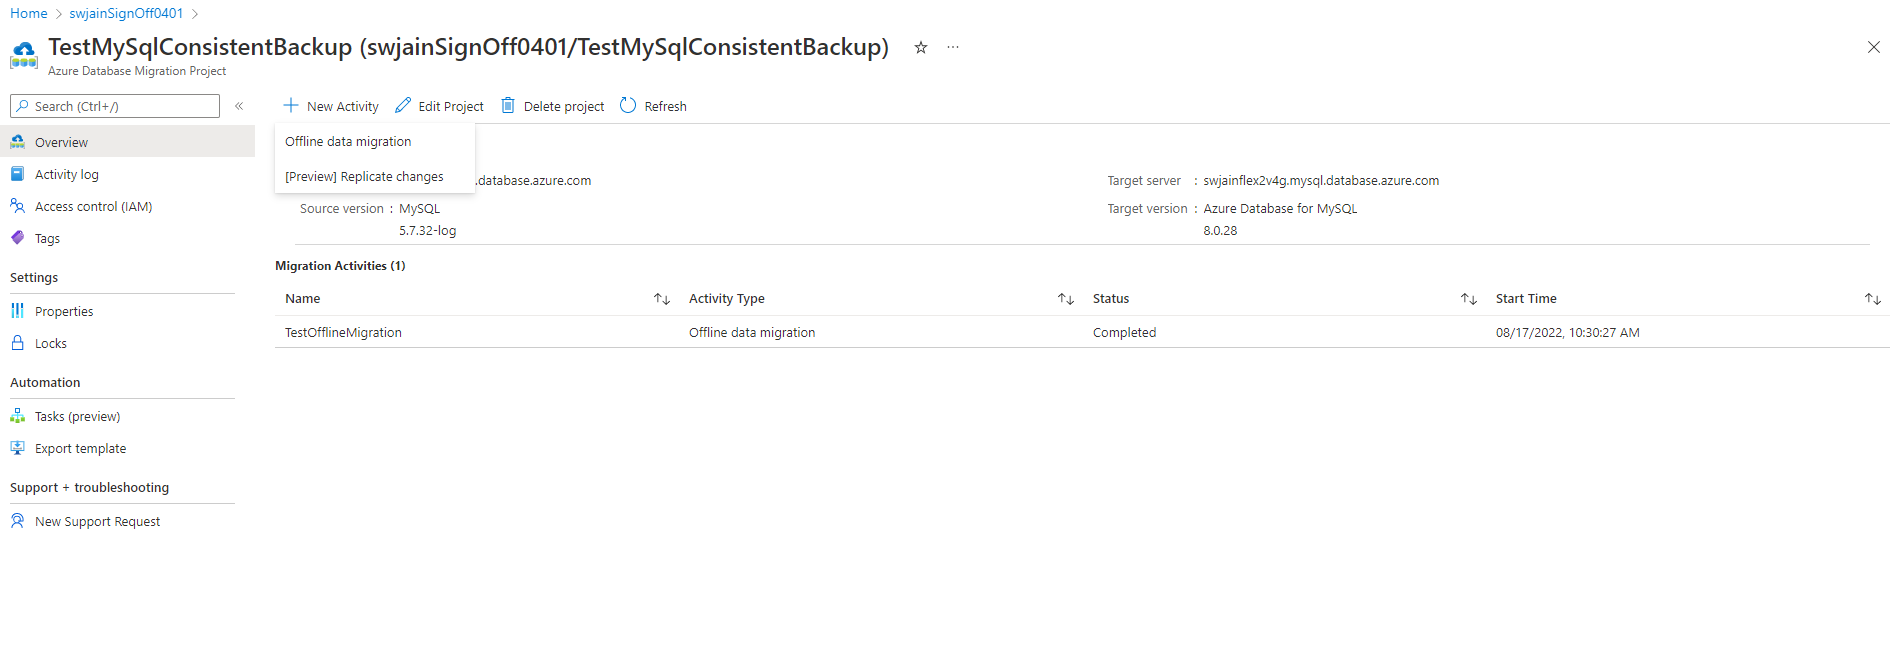 Home > swjainSignOff0401 >
TestMySqlConsistentBackup (swjainSignOff0401/TestMySqlConsistentBackup) ☆ ···
Azure Database Migration Project
Search (Ctrl+/) «
Overview
Activity log
Access control (IAM)
Tags
Settings
Properties
Locks
Automation
Tasks (preview)
Export template
Support + troubleshooting
New Support Request
New Activity Edit Project Delete project Refresh
Offline data migration
[Preview] Replicate changes
.database.azure.com
Source version : MySQL
5.7.32-log
Target server : swjainflex2v4g.mysql.database.azure.com
Target version : Azure Database for MySQL
8.0.28
Migration Activities (1)
Name Activity Type Status Start Time
TestOfflineMigration Offline data migration Completed 08/17/2022, 10:30:27 AM